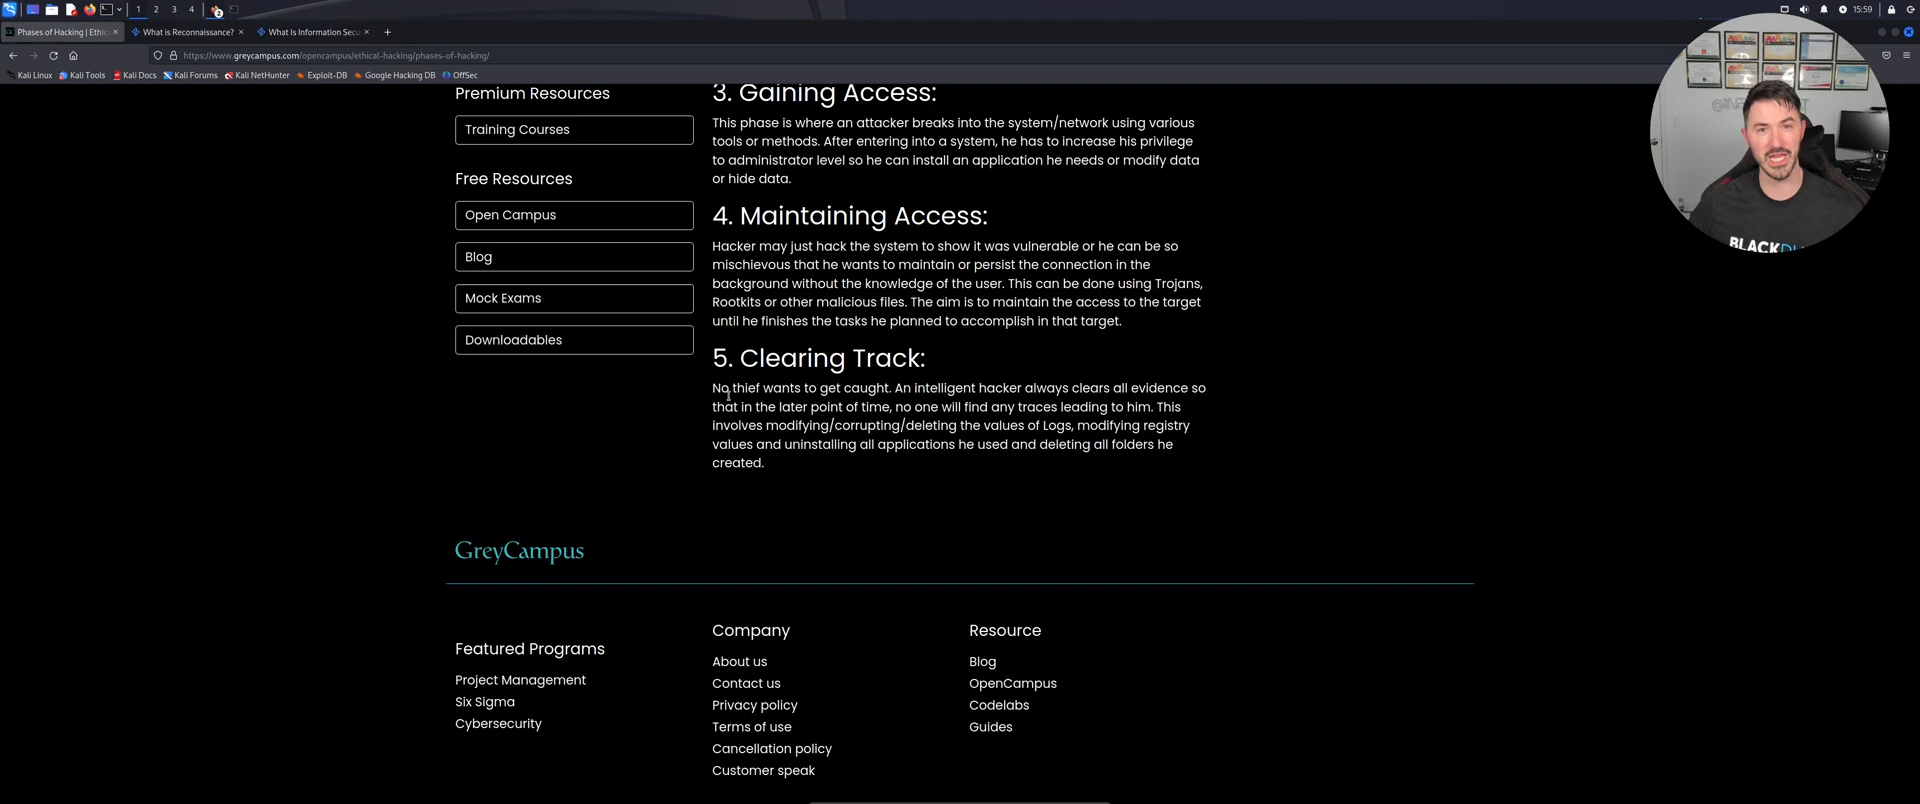 1 2 3 4 2 15:59
Phases of Hacking | Ethic
What is Reconnaissance?
What Is Information Secu
https://www.greycampus.com/opencampus/ethical-hacking/phases-of-hacking/
Kali Linux Kali Tools Kali Docs Kali Forums Kali NetHunter Exploit-DB Google Hacking DB OffSec
Premium Resources
Training Courses
Free Resources
Open Campus
Blog
Mock Exams
Downloadables
3. Gaining Access:
This phase is where an attacker breaks into the system/network using various
tools or methods. After entering into a system, he has to increase his privilege
to administrator level so he can install an application he needs or modify data
or hide data.
4. Maintaining Access:
Hacker may just hack the system to show it was vulnerable or he can be so
mischievous that he wants to maintain or persist the connection in the
background without the knowledge of the user. This can be done using Trojans,
Rootkits or other malicious files. The aim is to maintain the access to the target
until he finishes the tasks he planned to accomplish in that target.
5. Clearing Track:
No thief wants to get caught. An intelligent hacker always clears all evidence so
that in the later point of time, no one will find any traces leading to him. This
involves modifying/corrupting/deleting the values of Logs, modifying registry
values and uninstalling all applications he used and deleting all folders he
created.
GreyCampus
Featured Programs
Project Management
Six Sigma
Cybersecurity
Company
About us
Contact us
Privacy policy
Terms of use
Cancellation policy
Customer speak
Resource
Blog
OpenCampus
Codelabs
Guides